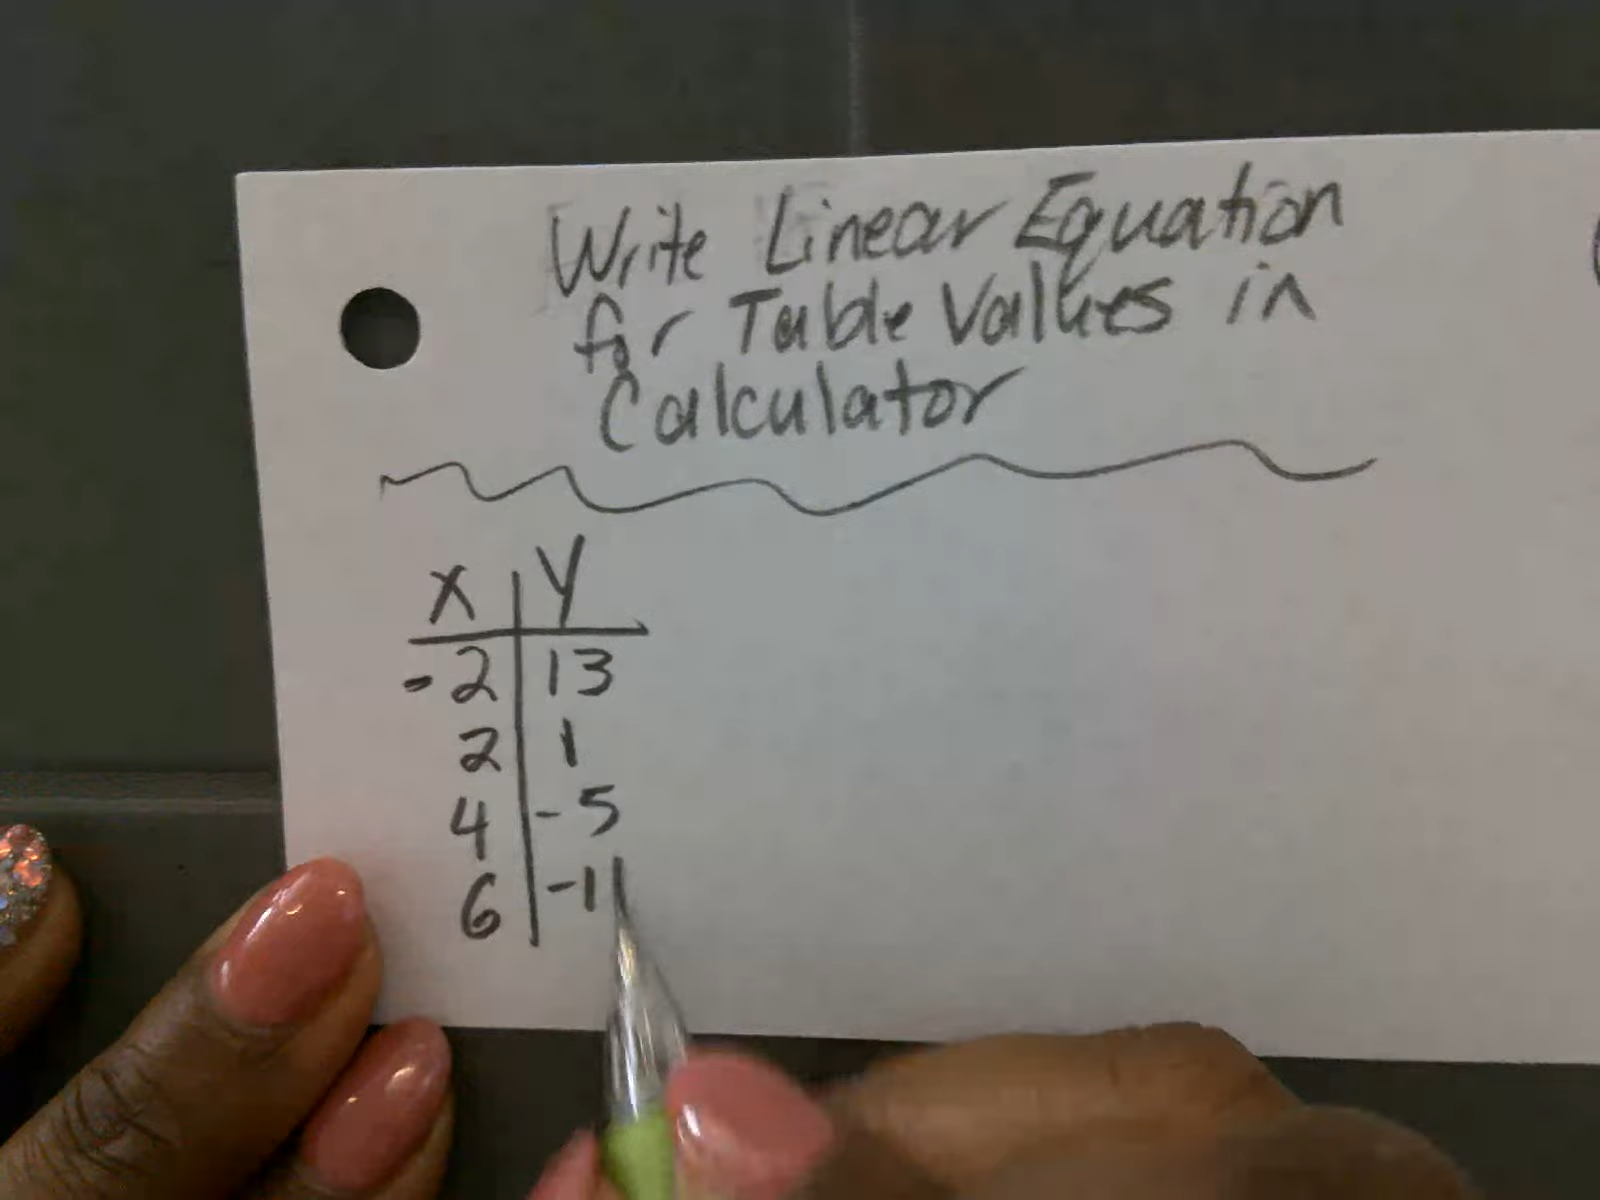 Write Linear Equation
for Table Values in
Calculator
x y
-2 13
2 1
4 -5
6 -11